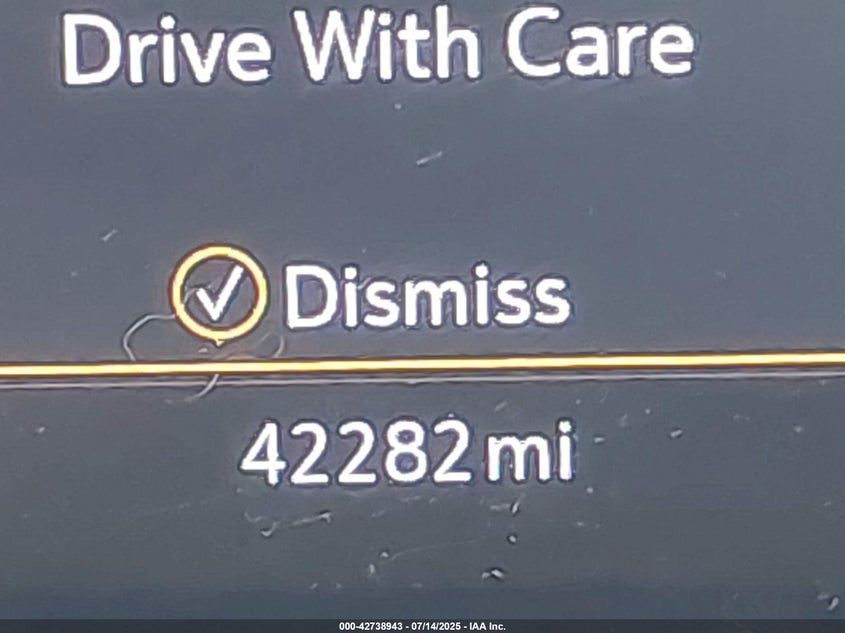 Drive With Care
Dismiss
42282 mi
000-42738943 - 07/14/2025 - IAA Inc.